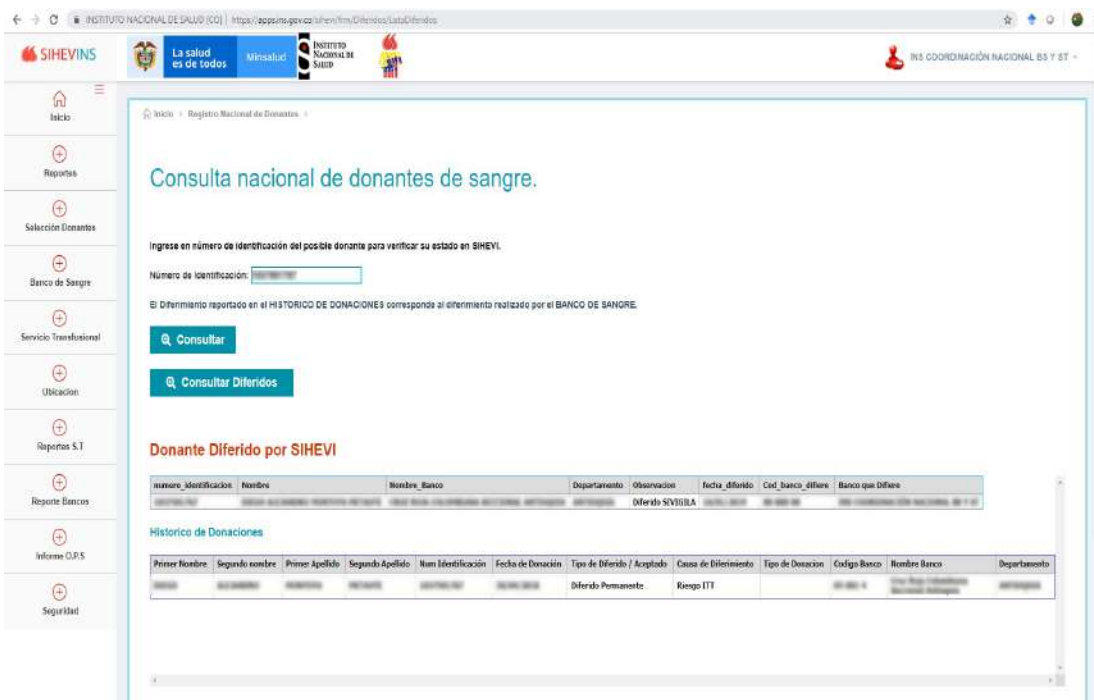 INSTITUTO NACIONAL DE SALUD [CO] | https://apps.ins.gov.co/sihevi/frm/Diferidos/ListaDiferidos
SIHEVINS
La salud
es de todos
Minsalud
INSTITUTO
NACIONAL DE
SALUD
INS COORDINACIÓN NACIONAL BS Y ST
Inicio
Reportes
Selección Donantes
Banco de Sangre
Servicio Transfusional
Ubicacion
Reportes S.T
Reporte Bancos
Informe O.P.S
Seguridad
Inicio > Registro Nacional de Donantes >
Consulta nacional de donantes de sangre.
Ingrese en número de identificación del posible donante para verificar su estado en SIHEVI.
Número de identificación:
El Diferimiento reportado en el HISTORICO DE DONACIONES corresponde al diferimiento realizado por el BANCO DE SANGRE.
Consultar
Consultar Diferidos
Donante Diferido por SIHEVI
numero_identificacion Nombre Nombre_Banco Departamento Observacion fecha_diferido Cod_banco_difiere Banco que Difiere
Diferido SIVIGILA
Historico de Donaciones
Primer Nombre Segundo nombre Primer Apellido Segundo Apellido Num Identificación Fecha de Donación Tipo de Diferido / Aceptado Causa de Diferimiento Tipo de Donacion Codigo Banco Nombre Banco Departamento
Diferido Permanente Riesgo ITT